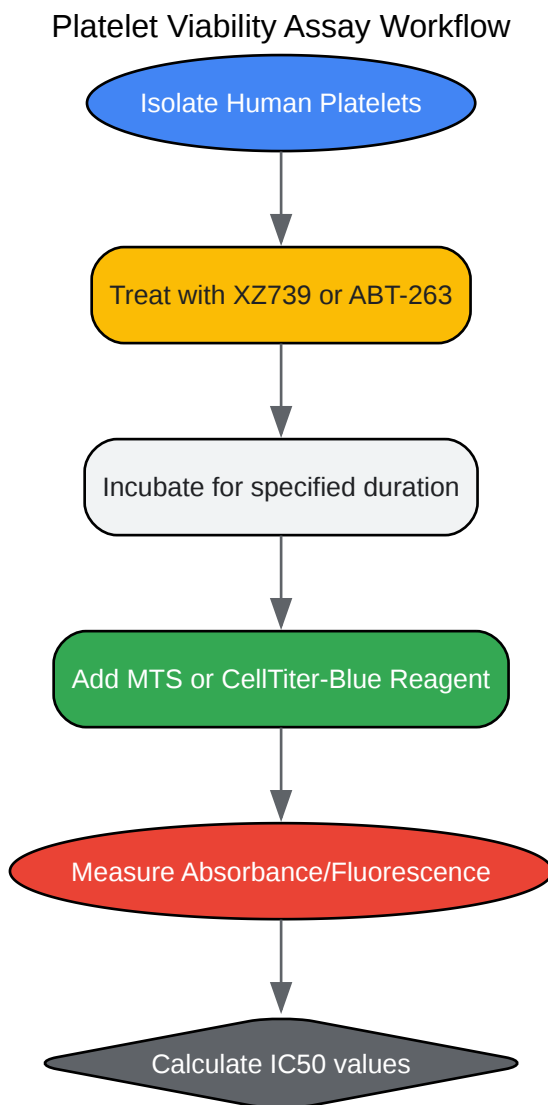 Platelet Viability Assay Workflow
Isolate Human Platelets
Treat with XZ739 or ABT-263
Incubate for specified duration
Add MTS or CellTiter-Blue Reagent
Measure Absorbance/Fluorescence
Calculate IC50 values